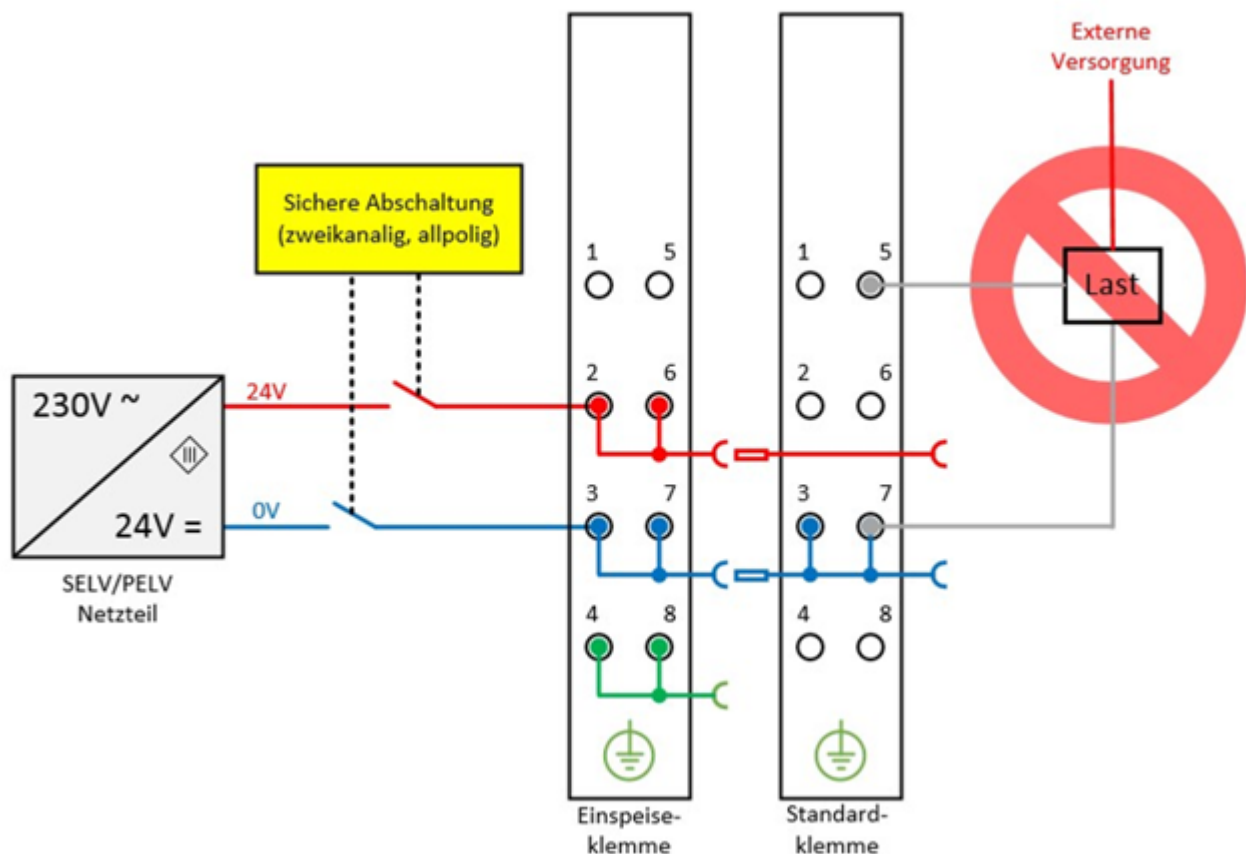 Externe
Versorgung
Sichere Abschaltung
(zweikanalig, allpolig)
1 5
1 5
Last
230V ~
24V
2 6
2 6
III
24V =
0V
3 7
3 7
SELV/PELV
Netzteil
4 8
4 8
Einspeise-
klemme
Standard-
klemme